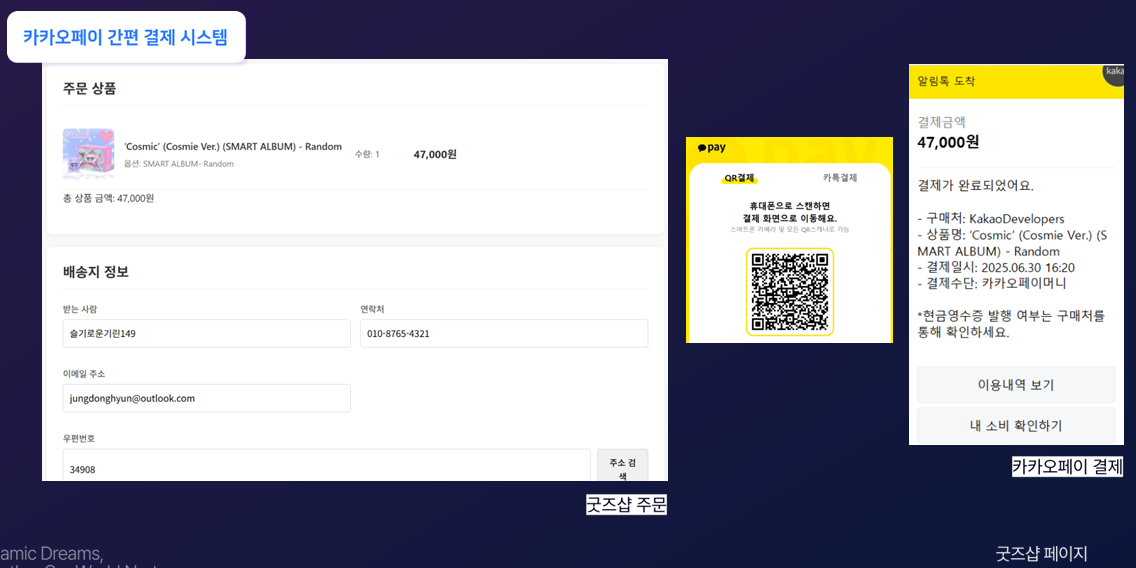 카카오페이 간편 결제 시스템
주문 상품
‘Cosmic’ (Cosmie Ver.) (SMART ALBUM) - Random
수량: 1
47,000원
옵션: SMART ALBUM- Random
총 상품 금액: 47,000원
배송지 정보
받는 사람
연락처
슬기로운기린149
010-8765-4321
이메일 주소
jungdonghyun@outlook.com
우편번호
34908
주소 검
색
굿즈샵 주문
pay
QR결제
카톡결제
휴대폰으로 스캔하면
결제 화면으로 이동해요.
스마트폰 카메라 및 모든 QR스캐너로 가능
알림톡 도착
kaka
결제금액
47,000원
결제가 완료되었어요.
- 구매처: KakaoDevelopers
- 상품명: ‘Cosmic’ (Cosmie Ver.) (S
MART ALBUM) - Random
- 결제일시: 2025.06.30 16:20
- 결제수단: 카카오페이머니
*현금영수증 발행 여부는 구매처를
통해 확인하세요.
이용내역 보기
내 소비 확인하기
카카오페이 결제
amic Dreams,
굿즈샵 페이지